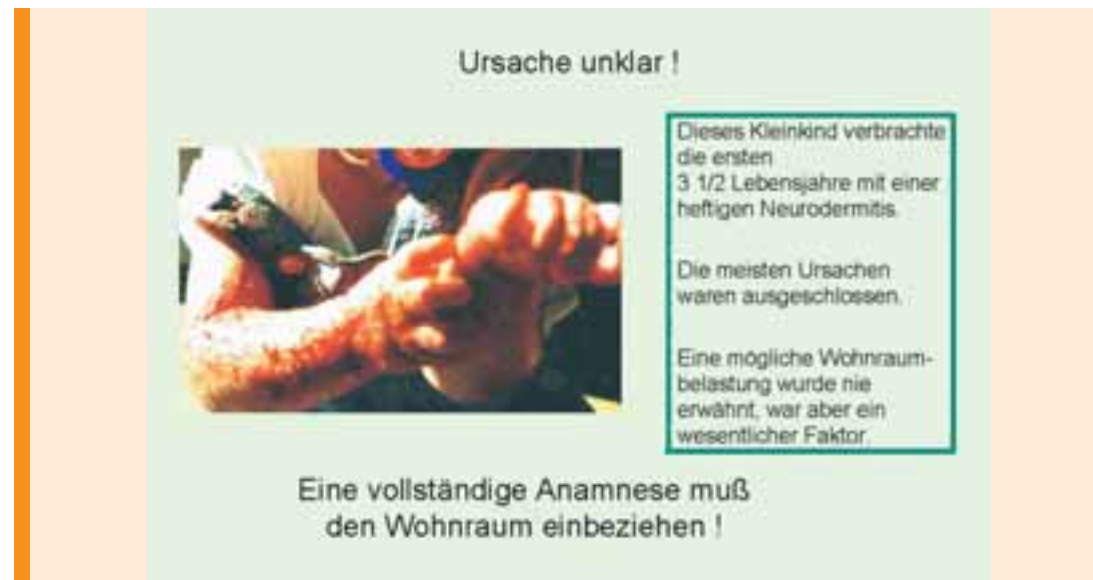 Ursache unklar !
Dieses Kleinkind verbrachte
die ersten
3 1/2 Lebensjahre mit einer
heftigen Neurodermitis.
Die meisten Ursachen
waren ausgeschlossen.
Eine mögliche Wohnraum-
belastung wurde nie
erwähnt, war aber ein
wesentlicher Faktor.
Eine vollständige Anamnese muß
den Wohnraum einbeziehen !